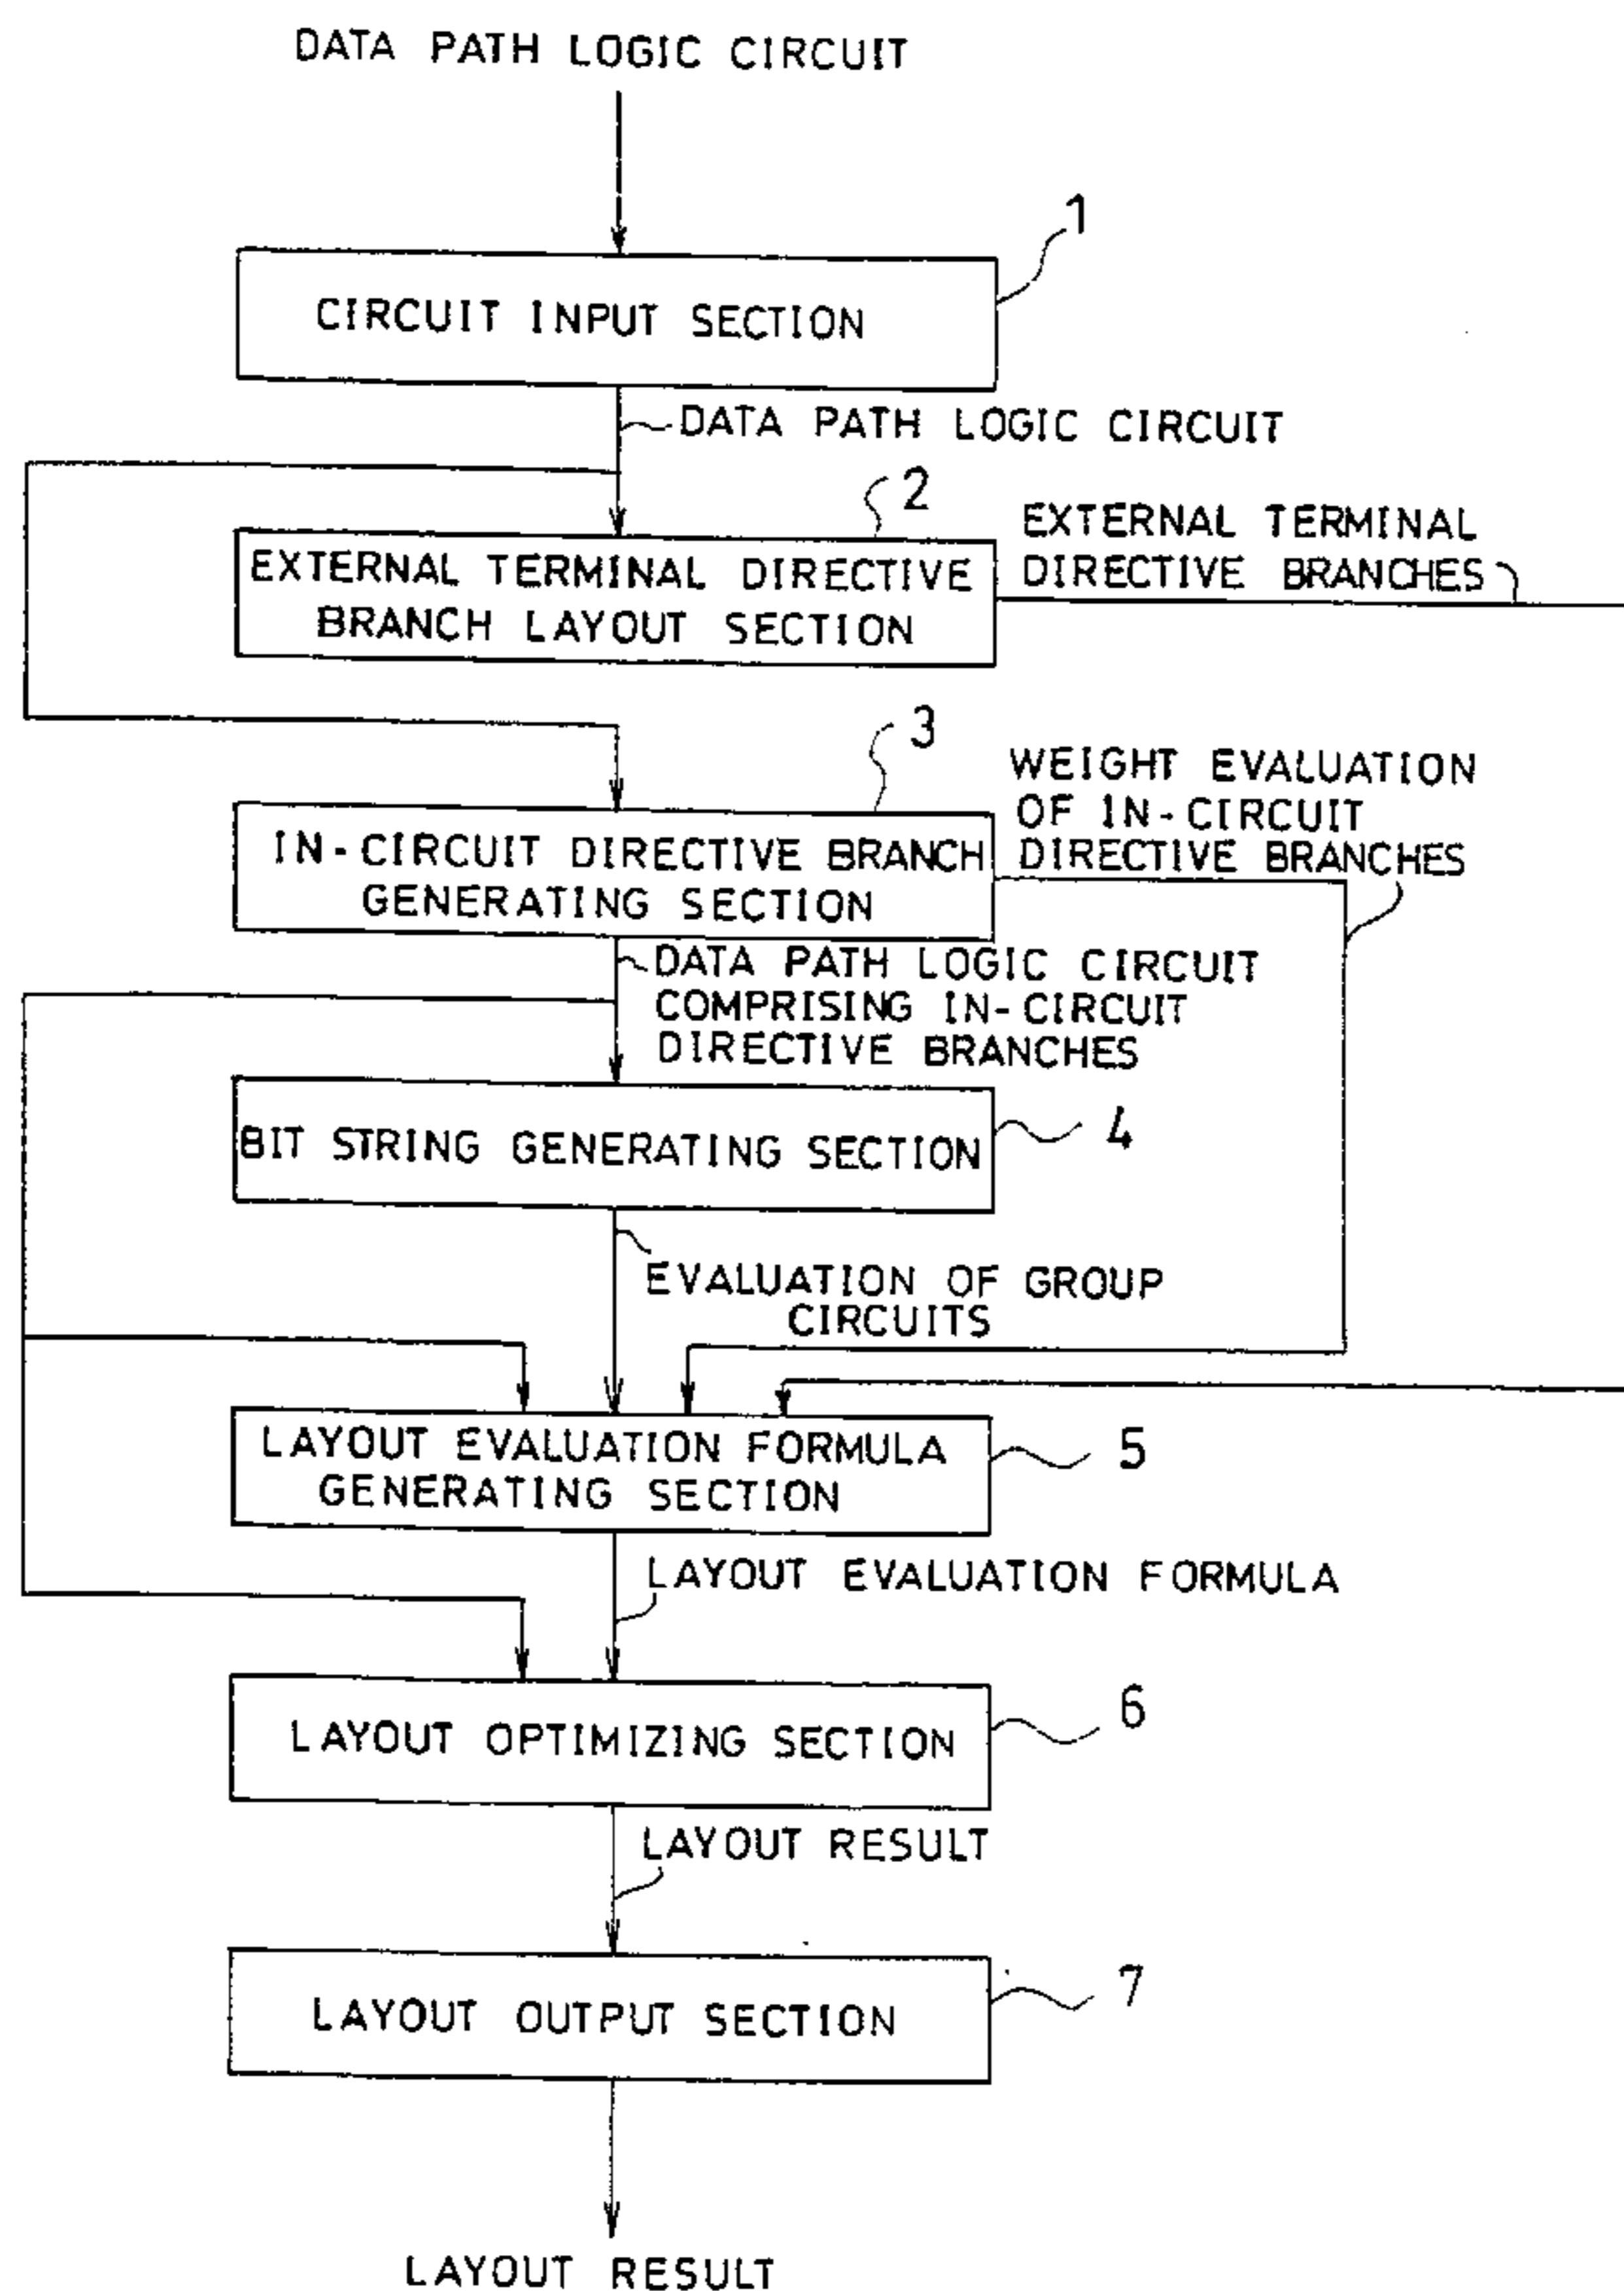 DATA PATH LOGIC CIRCUIT
1
CIRCUIT INPUT SECTION
DATA PATH LOGIC CIRCUIT
2
EXTERNAL TERMINAL
DIRECTIVE BRANCHES
EXTERNAL TERMINAL DIRECTIVE
BRANCH LAYOUT SECTION
3
WEIGHT EVALUATION
OF IN-CIRCUIT
DIRECTIVE BRANCHES
IN-CIRCUIT DIRECTIVE BRANCH
GENERATING SECTION
DATA PATH LOGIC CIRCUIT
COMPRISING IN-CIRCUIT
DIRECTIVE BRANCHES
4
BIT STRING GENERATING SECTION
EVALUATION OF GROUP
CIRCUITS
5
LAYOUT EVALUATION FORMULA
GENERATING SECTION
LAYOUT EVALUATION FORMULA
6
LAYOUT OPTIMIZING SECTION
LAYOUT RESULT
7
LAYOUT OUTPUT SECTION
LAYOUT RESULT